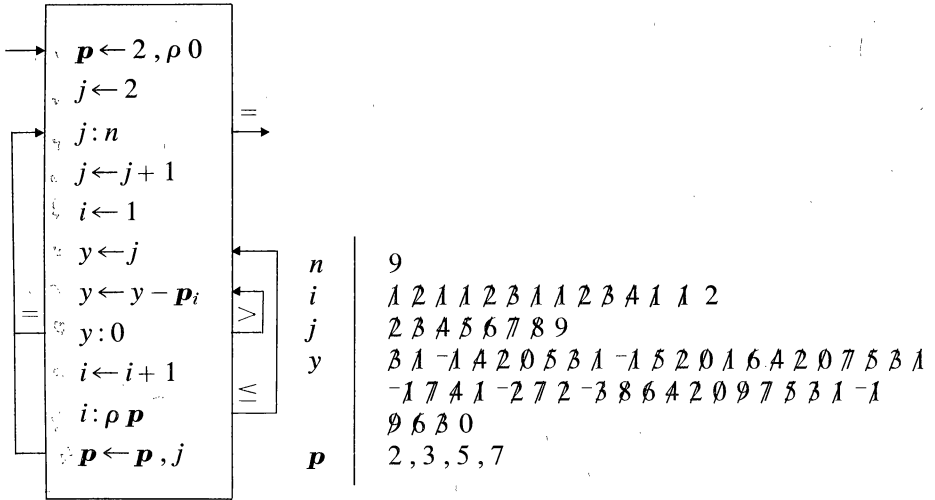 p ← 2 , ρ 0
j ← 2
=
j : n
j ← j + 1
i ← 1
y ← j
y ← y − p i
=
>
y : 0
i ← i + 1
≤
i : ρ p
p ← p , j
n 9
i 1 2 1 1 2 3 1 1 2 3 4 1 1 2
j 2 3 4 5 6 7 8 9
y 3 1 ¯1 4 2 0 5 3 1 ¯1 5 2 0 1 6 4 2 0 7 5 3 1
¯1 7 4 1 ¯2 7 2 ¯3 8 6 4 2 0 9 7 5 3 1 ¯1
9 6 3 0
p 2 , 3 , 5 , 7